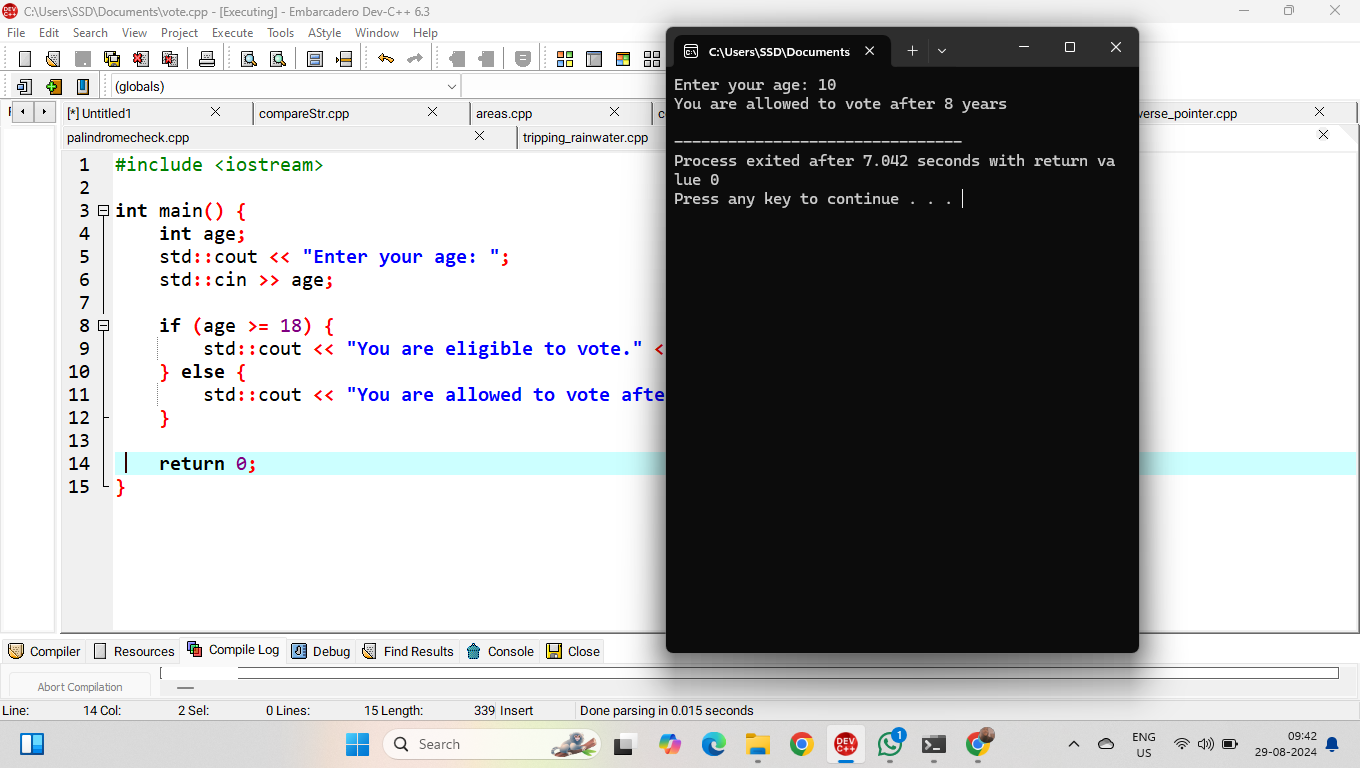 C:\Users\SSD\Documents\vote.cpp - [Executing] - Embarcadero Dev-C++ 6.3
File Edit Search View Project Execute Tools AStyle Window Help
(globals)
[*] Untitled1 compareStr.cpp areas.cpp verse_pointer.cpp
palindromecheck.cpp tripping_rainwater.cpp
1 #include <iostream>
2
3 int main() {
4 int age;
5 std::cout << "Enter your age: ";
6 std::cin >> age;
7
8 if (age >= 18) {
9 std::cout << "You are eligible to vote." <
10 } else {
11 std::cout << "You are allowed to vote afte
12 }
13
14 return 0;
15 }
C:\Users\SSD\Documents
Enter your age: 10
You are allowed to vote after 8 years
--------------------------------
Process exited after 7.042 seconds with return va
lue 0
Press any key to continue . . .
Compiler Resources Compile Log Debug Find Results Console Close
Abort Compilation
Line: 14 Col: 2 Sel: 0 Lines: 15 Length: 339 Insert Done parsing in 0.015 seconds
Search
DEV C++
1
ENG
US
09:42
29-08-2024